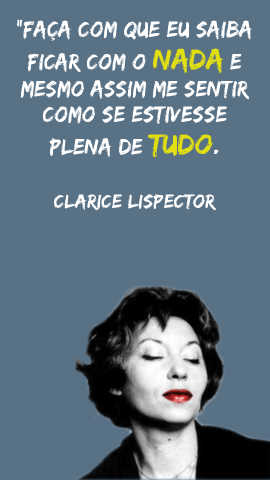 "FAÇA COM QUE EU SAIBA
FICAR COM O NADA E
MESMO ASSIM ME SENTIR
COMO SE ESTIVESSE
PLENA DE TUDO.
CLARICE LISPECTOR